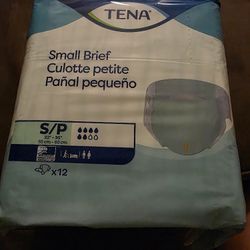 TENA
Small Brief
Culotte petite
Pañal pequeño
S/P
x12